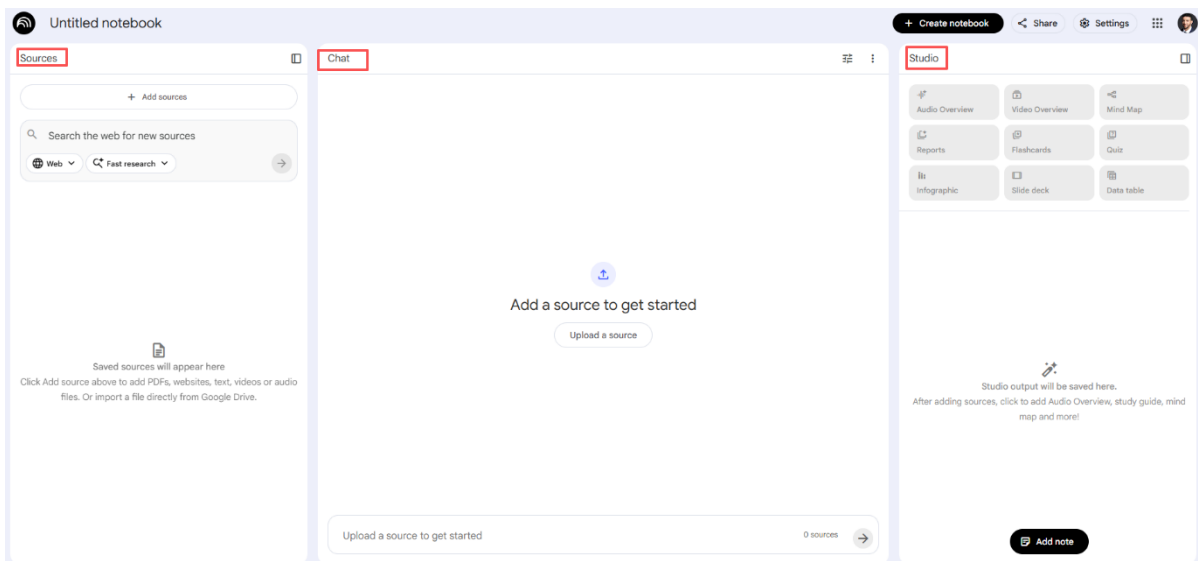 Untitled notebook
+ Create notebook
Share
Settings
Sources
+ Add sources
Search the web for new sources
Web
Fast research
Saved sources will appear here
Click Add source above to add PDFs, websites, text, videos or audio
files. Or import a file directly from Google Drive.
Chat
Add a source to get started
Upload a source
Upload a source to get started
0 sources
Studio
Audio Overview
Video Overview
Mind Map
Reports
Flashcards
Quiz
Infographic
Slide deck
Data table
Studio output will be saved here.
After adding sources, click to add Audio Overview, study guide, mind
map and more!
Add note